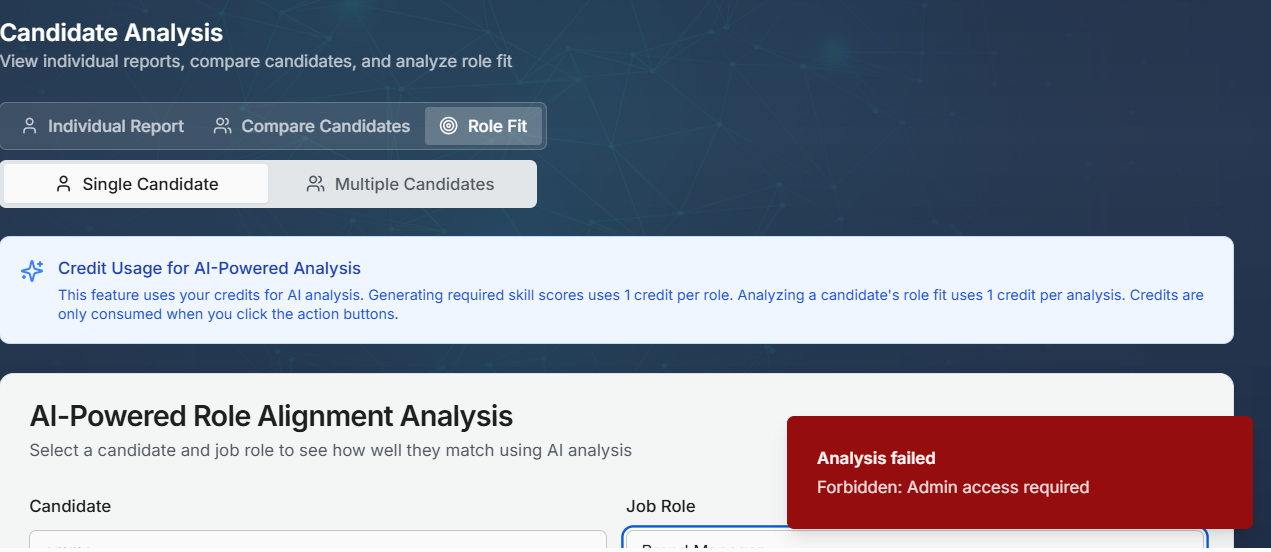 Candidate Analysis
View individual reports, compare candidates, and analyze role fit
Individual Report
Compare Candidates
Role Fit
Single Candidate
Multiple Candidates
Credit Usage for AI-Powered Analysis
This feature uses your credits for AI analysis. Generating required skill scores uses 1 credit per role. Analyzing a candidate's role fit uses 1 credit per analysis. Credits are
only consumed when you click the action buttons.
AI-Powered Role Alignment Analysis
Select a candidate and job role to see how well they match using AI analysis
Analysis failed
Forbidden: Admin access required
Candidate
Job Role
Brand Manager